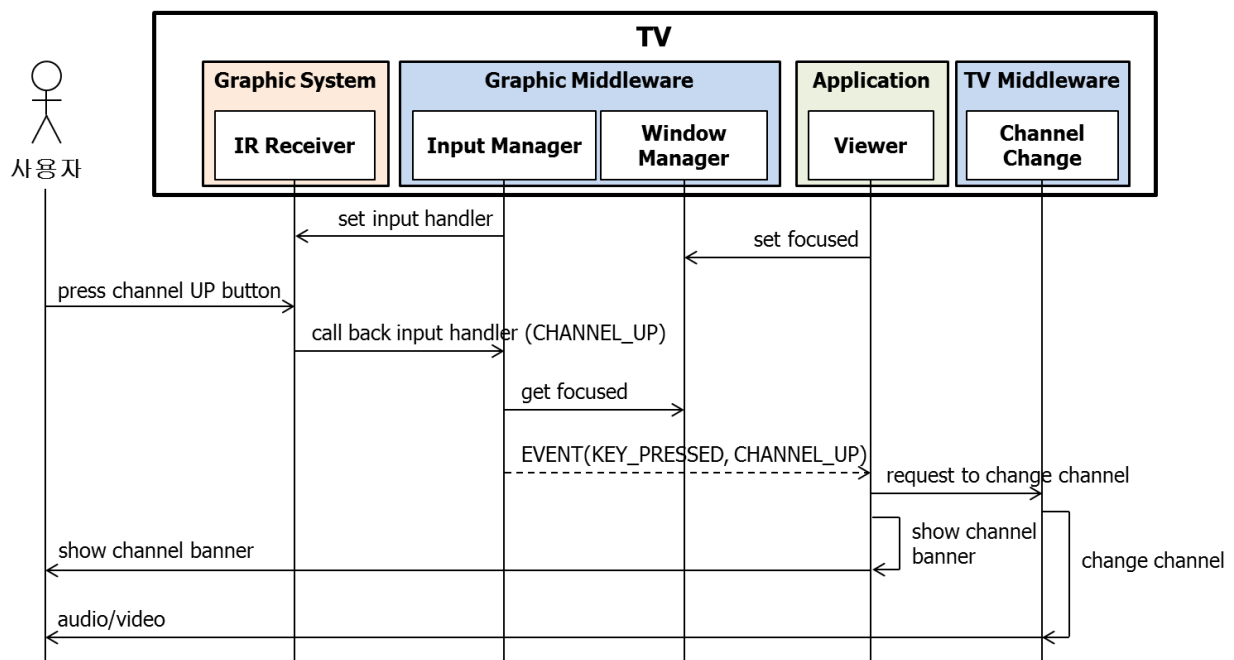 TV
Graphic System
Graphic Middleware
Application
TV Middleware
IR Receiver
Input Manager
Window
Manager
Viewer
Channel
Change
사용자
set input handler
set focused
press channel UP button
call back input handler (CHANNEL_UP)
get focused
EVENT(KEY_PRESSED, CHANNEL_UP)
request to change channel
show channel
banner
show channel banner
change channel
audio/video